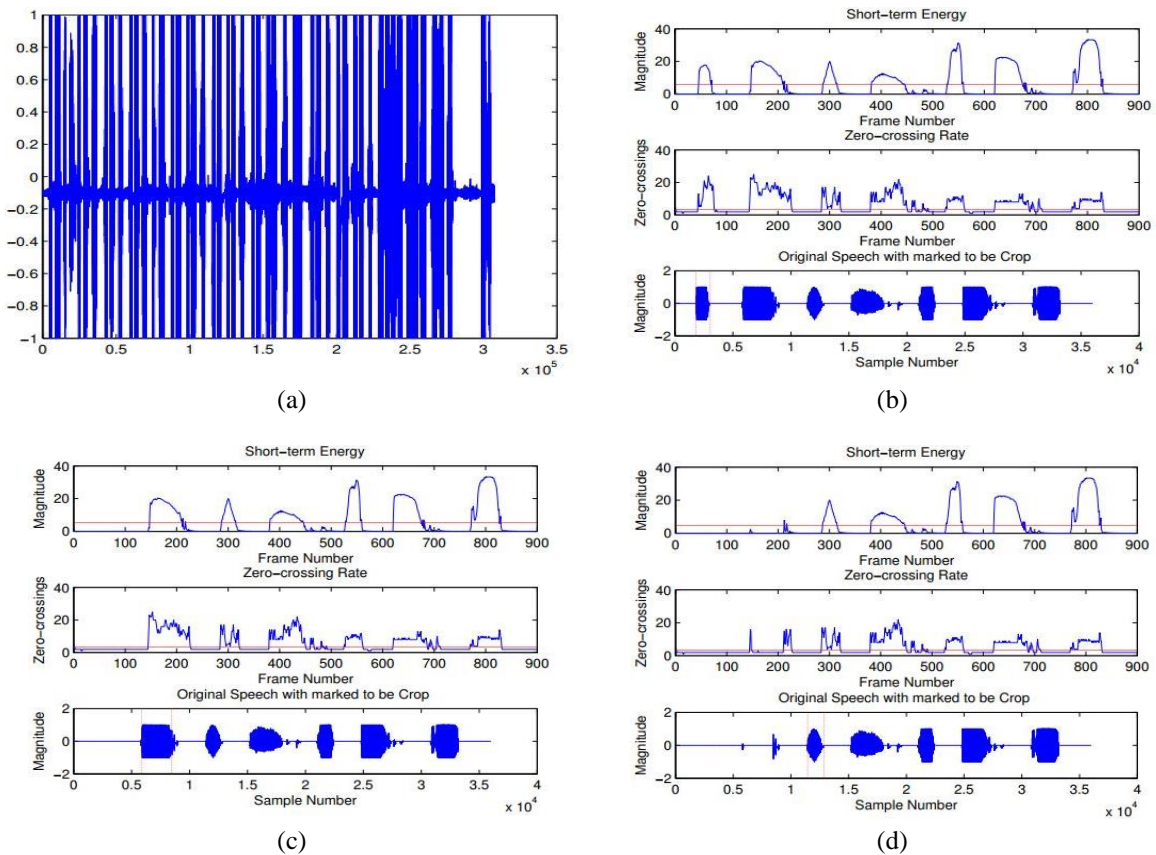 1
0.8
0.6
0.4
0.2
0
−0.2
−0.4
−0.6
−0.8
−1
0 0.5 1 1.5 2 2.5 3 3.5
x 10^5
(a)
Short−term Energy
Magnitude
40
20
0
0 100 200 300 400 500 600 700 800 900
Frame Number
Zero−crossing Rate
Zero−crossings
40
20
0
0 100 200 300 400 500 600 700 800 900
Frame Number
Original Speech with marked to be Crop
Magnitude
2
0
−2
0 0.5 1 1.5 2 2.5 3 3.5 4
Sample Number
x 10^4
(b)
Short−term Energy
Magnitude
40
20
0
0 100 200 300 400 500 600 700 800 900
Frame Number
Zero−crossing Rate
Zero−crossings
40
20
0
0 100 200 300 400 500 600 700 800 900
Frame Number
Original Speech with marked to be Crop
Magnitude
2
0
−2
0 0.5 1 1.5 2 2.5 3 3.5 4
Sample Number
x 10^4
(c)
Short−term Energy
Magnitude
40
20
0
0 100 200 300 400 500 600 700 800 900
Frame Number
Zero−crossing Rate
Zero−crossings
40
20
0
0 100 200 300 400 500 600 700 800 900
Frame Number
Original Speech with marked to be Crop
Magnitude
2
0
−2
0 0.5 1 1.5 2 2.5 3 3.5 4
Sample Number
x 10^4
(d)